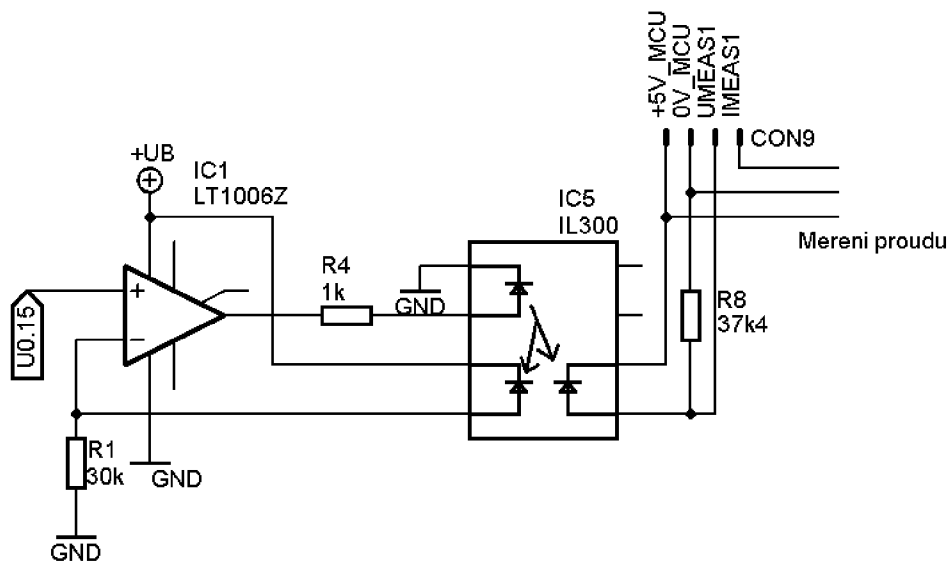 +5V_MCU
0V_MCU
UMEAS1
IMEAS1
CON9
+UB
IC1
LT1006Z
IC5
IL300
Mereni proudu
R4
1k
GND
R8
37k4
U0.15
+
−
R1
30k
GND
GND